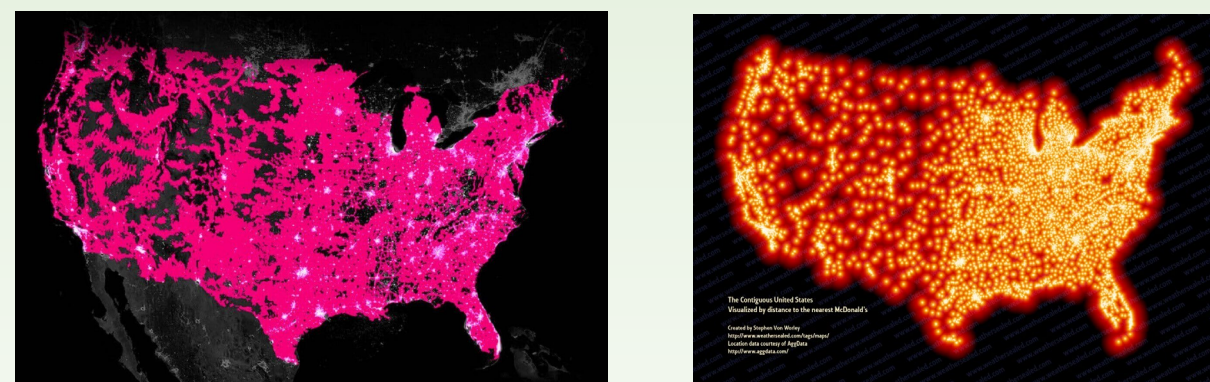 The Contiguous United States
Visualized by distance to the nearest McDonald's
Created by Stephen Von Worley
http://www.weathersealed.com/tags/maps/
Location data courtesy of AggData
http://www.aggdata.com/